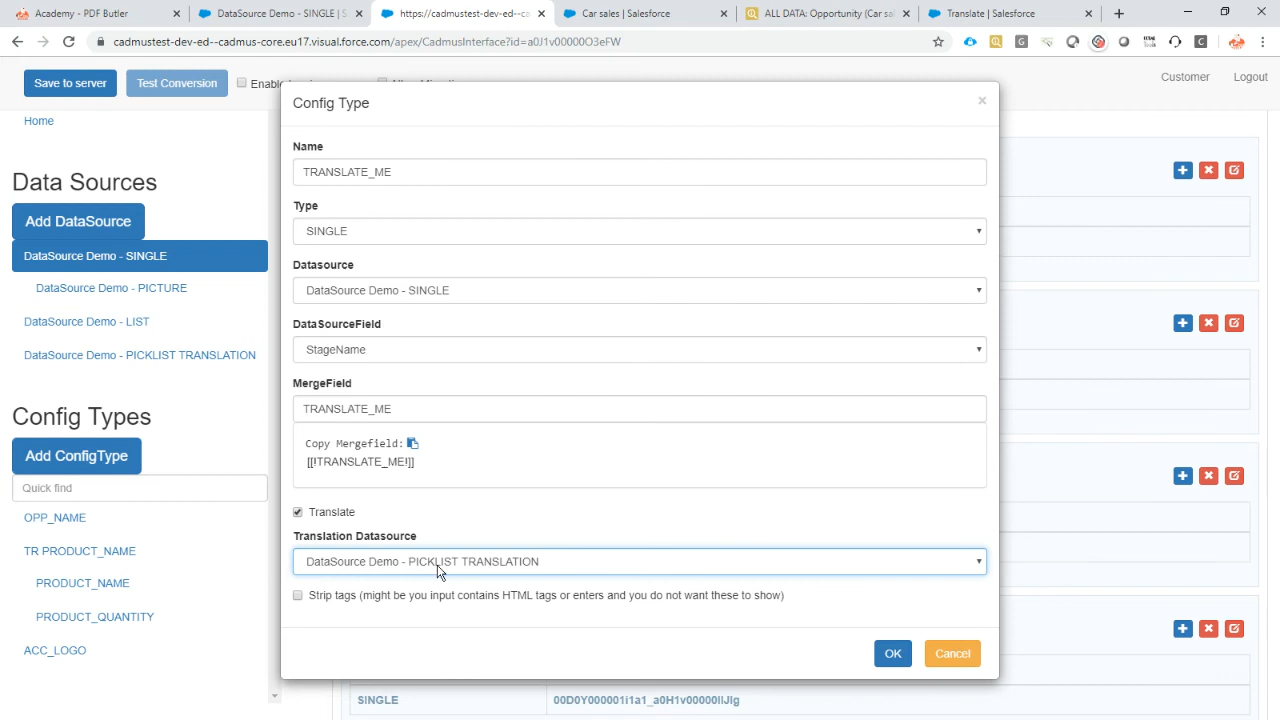 Academy - PDF Butler
DataSource Demo - SINGLE | S
https://cadmustest-dev-ed--ca
Car sales | Salesforce
ALL DATA: Opportunity (Car sal
Translate | Salesforce
cadmustest-dev-ed--cadmus-core.eu17.visual.force.com/apex/CadmusInterface?id=a0J1v00000O3eFW
Save to server
Test Conversion
Customer
Logout
Home
Data Sources
Add DataSource
DataSource Demo - SINGLE
DataSource Demo - PICTURE
DataSource Demo - LIST
DataSource Demo - PICKLIST TRANSLATION
Config Types
Add ConfigType
Quick find
OPP_NAME
TR PRODUCT_NAME
PRODUCT_NAME
PRODUCT_QUANTITY
ACC_LOGO
Config Type
Name
TRANSLATE_ME
Type
SINGLE
Datasource
DataSource Demo - SINGLE
DataSourceField
StageName
MergeField
TRANSLATE_ME
Copy Mergefield:
[[!TRANSLATE_ME!]]
Translate
Translation Datasource
DataSource Demo - PICKLIST TRANSLATION
Strip tags (might be you input contains HTML tags or enters and you do not want these to show)
OK
Cancel
SINGLE